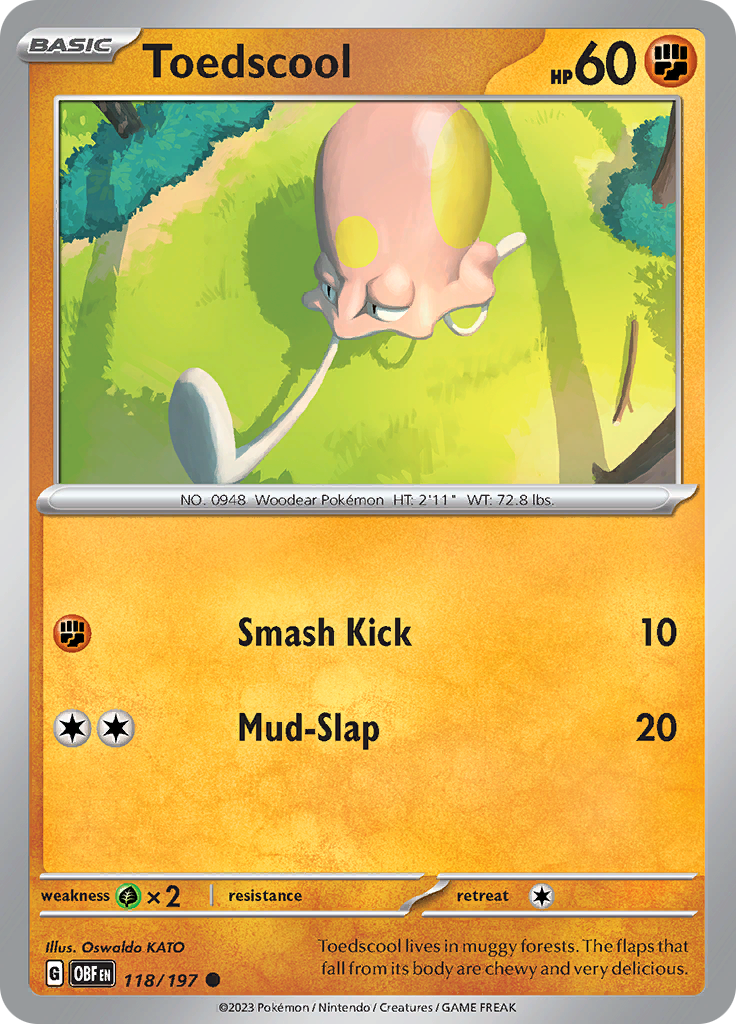 BASIC
Toedscool
HP 60
NO. 0948 Woodear Pokémon HT: 2'11" WT: 72.8 lbs.
Smash Kick 10
Mud-Slap 20
weakness ×2 resistance retreat
Illus. Oswaldo KATO
Toedscool lives in muggy forests. The flaps that
fall from its body are chewy and very delicious.
G OBF EN 118/197
©2023 Pokémon / Nintendo / Creatures / GAME FREAK